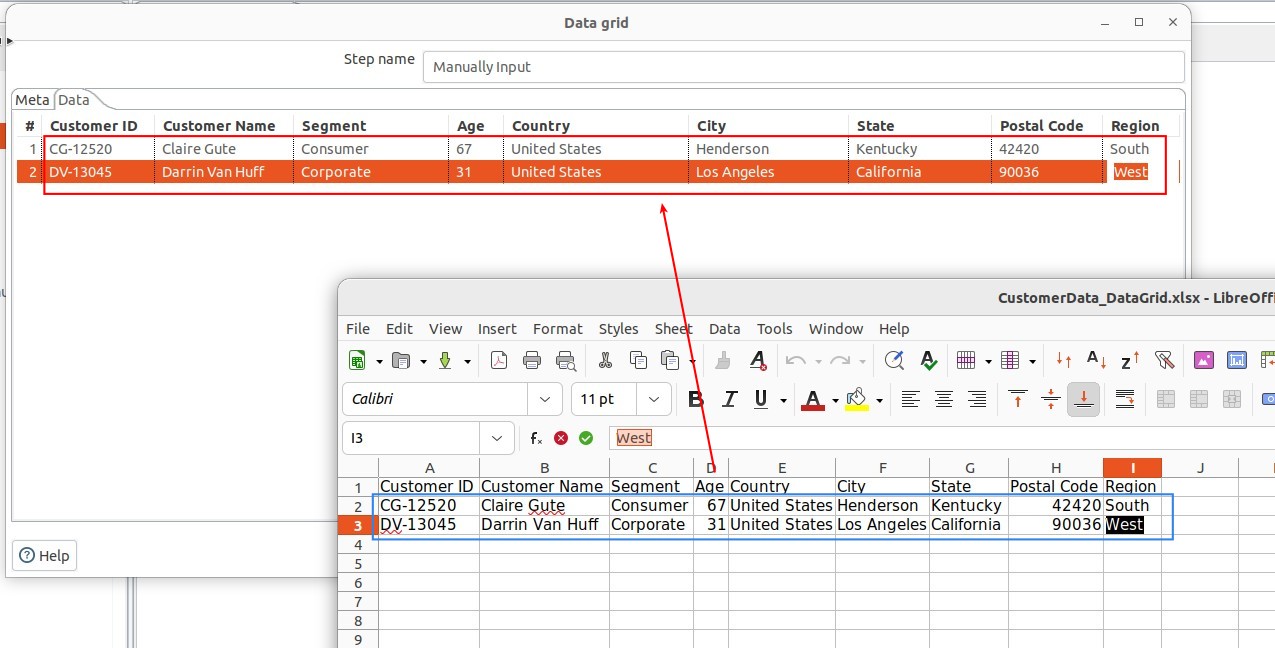 Data grid
Step name Manually Input
Meta Data
# Customer ID Customer Name Segment Age Country City State Postal Code Region
1 CG-12520 Claire Gute Consumer 67 United States Henderson Kentucky 42420 South
2 DV-13045 Darrin Van Huff Corporate 31 United States Los Angeles California 90036 West
CustomerData_DataGrid.xlsx - LibreOffi
File Edit View Insert Format Styles Sheet Data Tools Window Help
Calibri 11 pt B I U A
I3 fx West
A B C D E F G H I J
1 Customer ID Customer Name Segment Age Country City State Postal Code Region
2 CG-12520 Claire Gute Consumer 67 United States Henderson Kentucky 42420 South
3 DV-13045 Darrin Van Huff Corporate 31 United States Los Angeles California 90036 West
4
5
6
7
8
9
? Help